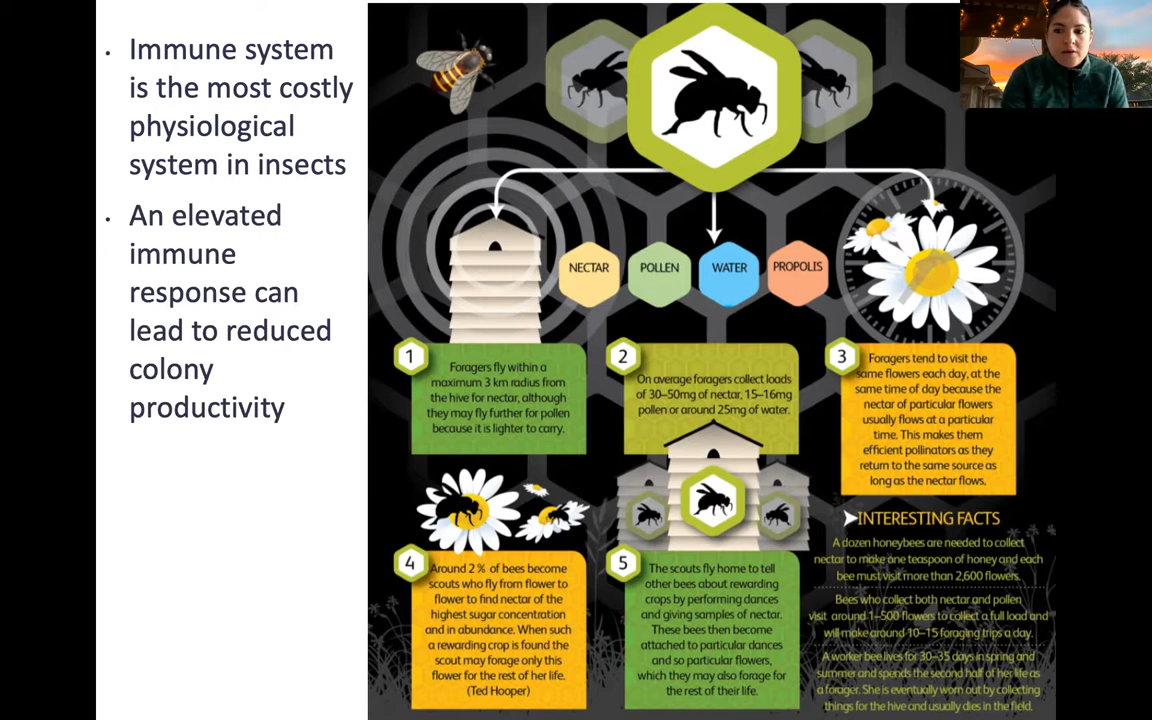 • Immune system
is the most costly
physiological
system in insects
• An elevated
immune
response can
lead to reduced
colony
productivity
NECTAR
POLLEN
WATER
PROPOLIS
1
Foragers fly within a
maximum 3 km radius from
the hive for nectar, although
they may fly further for pollen
because it is lighter to carry.
2
On average foragers collect loads
of 30–50mg of nectar, 15–16mg
pollen or around 25mg of water.
3
Foragers tend to visit the
same flowers each day, at the
same time of day because the
nectar of particular flowers
usually flows at a particular
time. This makes them
efficient pollinators as they
return to the same source as
long as the nectar flows.
4
Around 2% of bees become
scouts who fly from flower to
flower to find nectar of the
highest sugar concentration
and in abundance. When such
a rewarding crop is found the
scout may forage only this
flower for the rest of her life.
(Ted Hooper)
5
The scouts fly home to tell
other bees about rewarding
crops by performing dances
and giving samples of nectar.
These bees then become
attached to particular dances
and so particular flowers,
which they may also forage for
the rest of their life.
INTERESTING FACTS
A dozen honeybees are needed to collect
nectar to make one teaspoon of honey and each
bee must visit more than 2,600 flowers.
Bees who collect both nectar and pollen
visit around 1–500 flowers to collect a full load and
will make around 10–15 foraging trips a day.
A worker bee lives for 30–35 days in spring and
summer and spends the second half of her life as
a forager. She is eventually worn out by collecting
things for the hive and usually dies in the field.